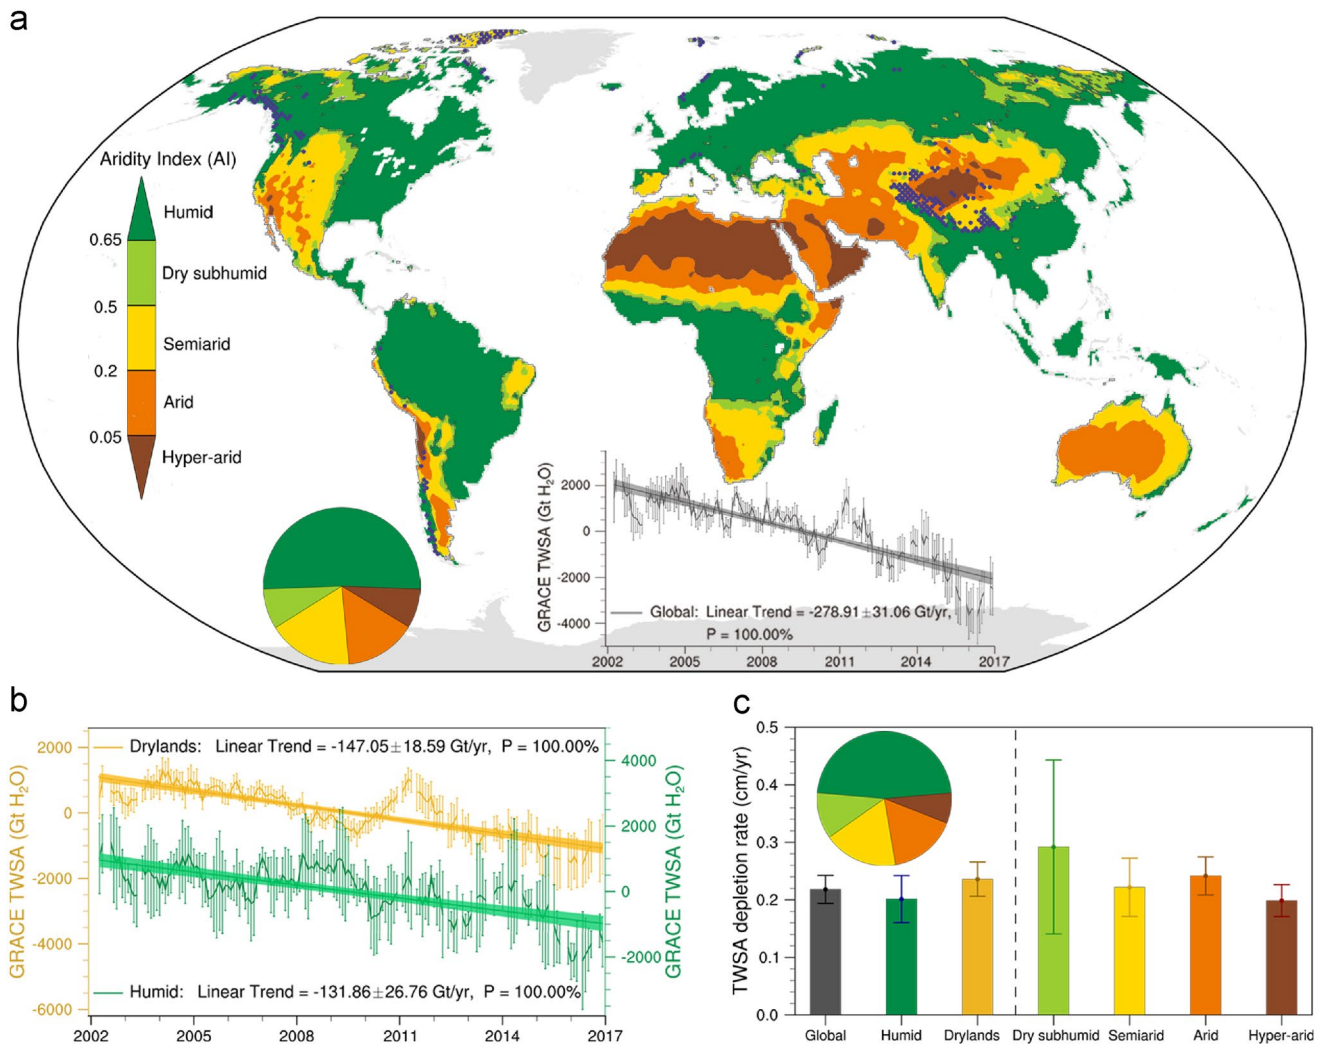 a
Aridity Index (AI)
Humid
0.65
Dry subhumid
0.5
Semiarid
0.2
Arid
0.05
Hyper-arid
GRACE TWSA (Gt H₂O)
2000
0
-2000
-4000
Global: Linear Trend = -278.91±31.06 Gt/yr,
P = 100.00%
2002 2005 2008 2011 2014 2017
b
Drylands: Linear Trend = -147.05±18.59 Gt/yr, P = 100.00%
GRACE TWSA (Gt H₂O)
2000
0
-2000
-4000
-6000
GRACE TWSA (Gt H₂O)
4000
2000
0
-2000
Humid: Linear Trend = -131.86±26.76 Gt/yr, P = 100.00%
2002 2005 2008 2011 2014 2017
c
TWSA depletion rate (cm/yr)
0.5
0.4
0.3
0.2
0.1
0.0
Global Humid Drylands Dry subhumid Semiarid Arid Hyper-arid